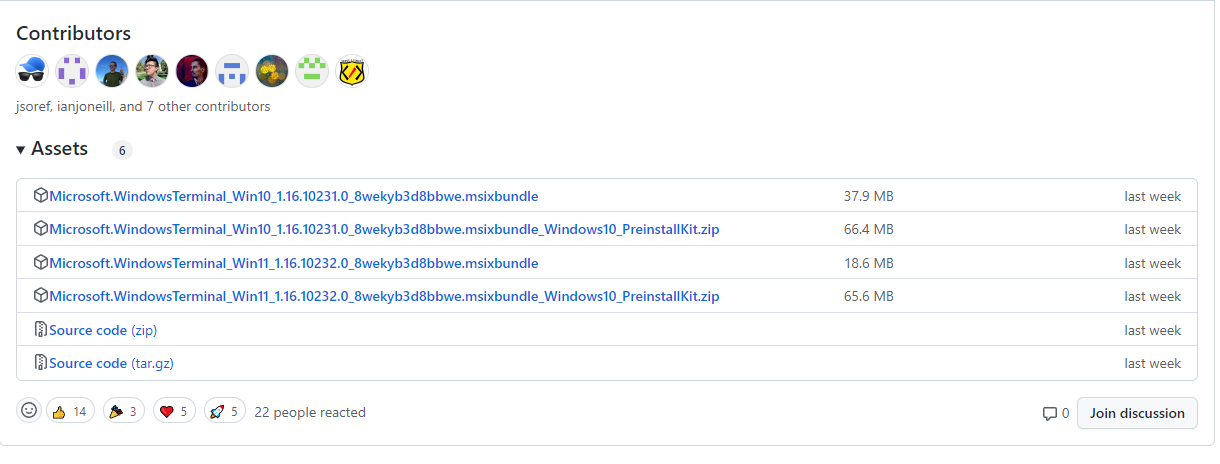 Contributors
jsoref, ianjoneill, and 7 other contributors
Assets 6
Microsoft.WindowsTerminal_Win10_1.16.10231.0_8wekyb3d8bbwe.msixbundle 37.9 MB last week
Microsoft.WindowsTerminal_Win10_1.16.10231.0_8wekyb3d8bbwe.msixbundle_Windows10_PreinstallKit.zip 66.4 MB last week
Microsoft.WindowsTerminal_Win11_1.16.10232.0_8wekyb3d8bbwe.msixbundle 18.6 MB last week
Microsoft.WindowsTerminal_Win11_1.16.10232.0_8wekyb3d8bbwe.msixbundle_Windows10_PreinstallKit.zip 65.6 MB last week
Source code (zip) last week
Source code (tar.gz) last week
14 3 5 5 22 people reacted 0 Join discussion